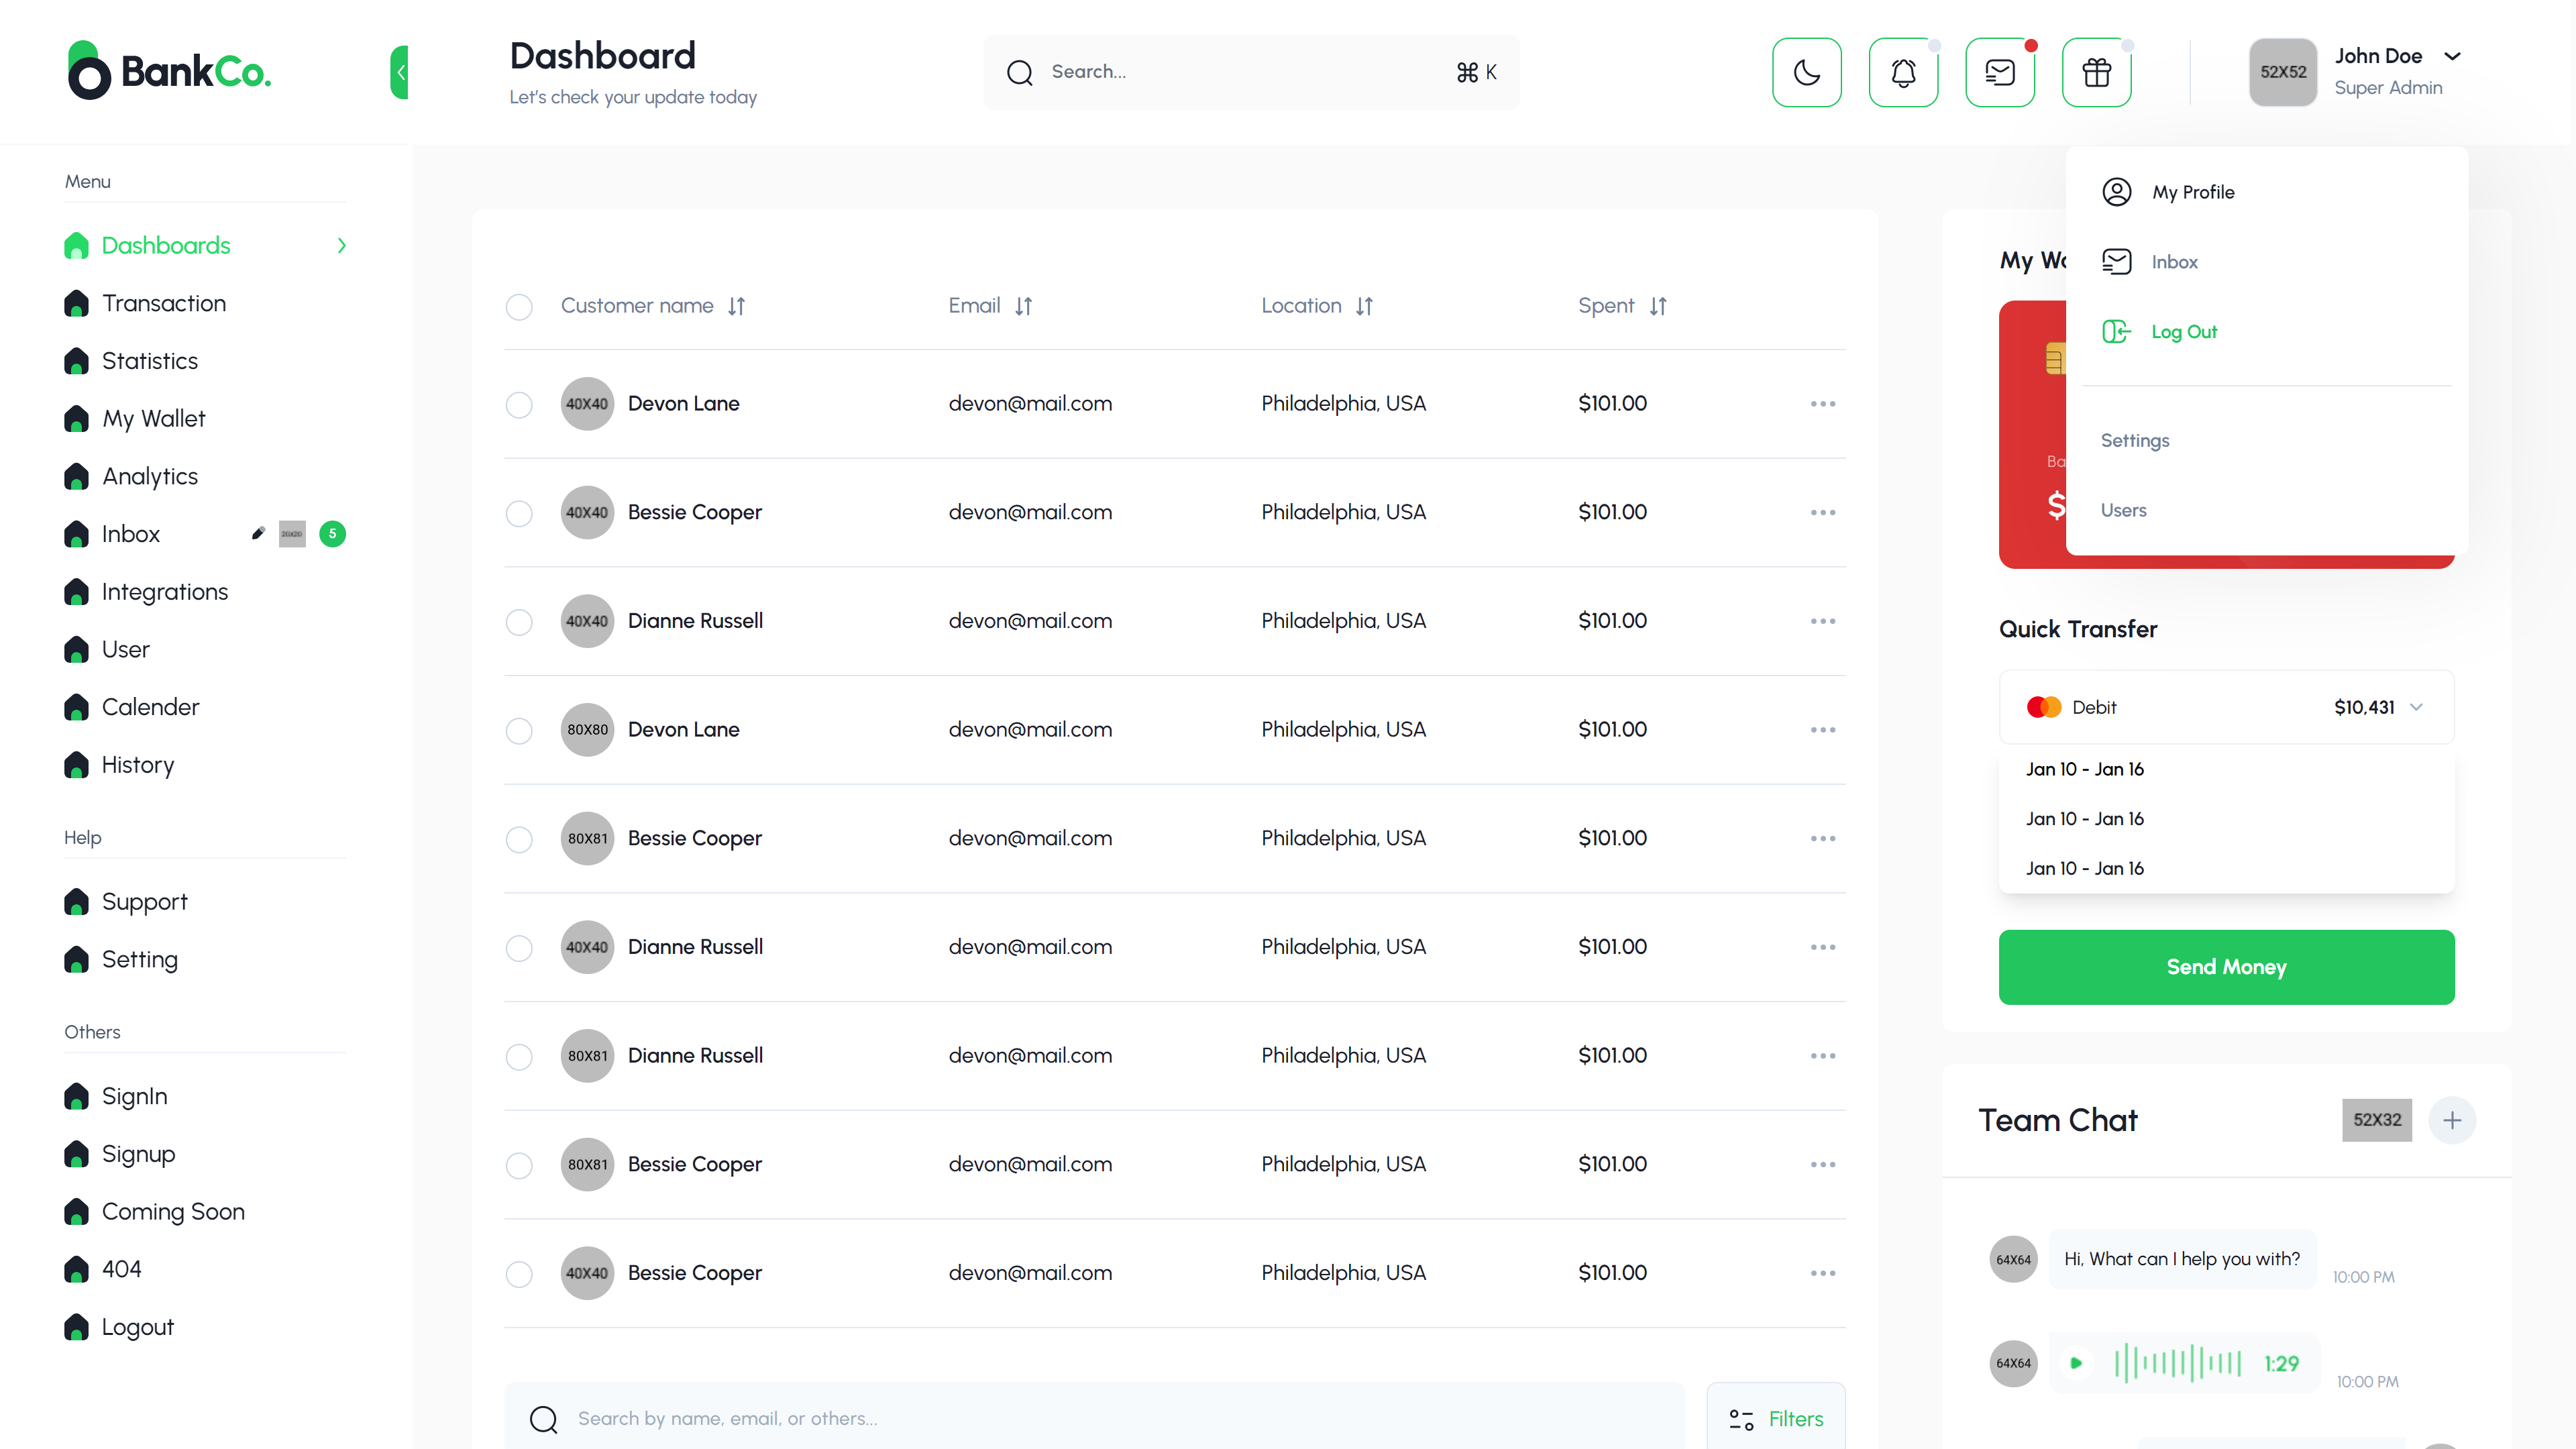 BankCo.
Dashboard
Let's check your update today
Search...
⌘ K
52X52
John Doe
Super Admin
Menu
Dashboards
Transaction
Statistics
My Wallet
Analytics
Inbox
20x20
5
Integrations
User
Calender
History
Help
Support
Setting
Others
SignIn
Signup
Coming Soon
404
Logout
Customer name Email Location Spent
40X40 Devon Lane devon@mail.com Philadelphia, USA $101.00
40X40 Bessie Cooper devon@mail.com Philadelphia, USA $101.00
40X40 Dianne Russell devon@mail.com Philadelphia, USA $101.00
80X80 Devon Lane devon@mail.com Philadelphia, USA $101.00
80X81 Bessie Cooper devon@mail.com Philadelphia, USA $101.00
40X40 Dianne Russell devon@mail.com Philadelphia, USA $101.00
80X81 Dianne Russell devon@mail.com Philadelphia, USA $101.00
80X81 Bessie Cooper devon@mail.com Philadelphia, USA $101.00
40X40 Bessie Cooper devon@mail.com Philadelphia, USA $101.00
Search by name, email, or others...
Filters
My Profile
Inbox
Log Out
Settings
Users
My
Ba
$
Quick Transfer
Debit $10,431
Jan 10 - Jan 16
Jan 10 - Jan 16
Jan 10 - Jan 16
Send Money
Team Chat
52X32
64X64
Hi, What can I help you with?
10:00 PM
64X64
1:29
10:00 PM